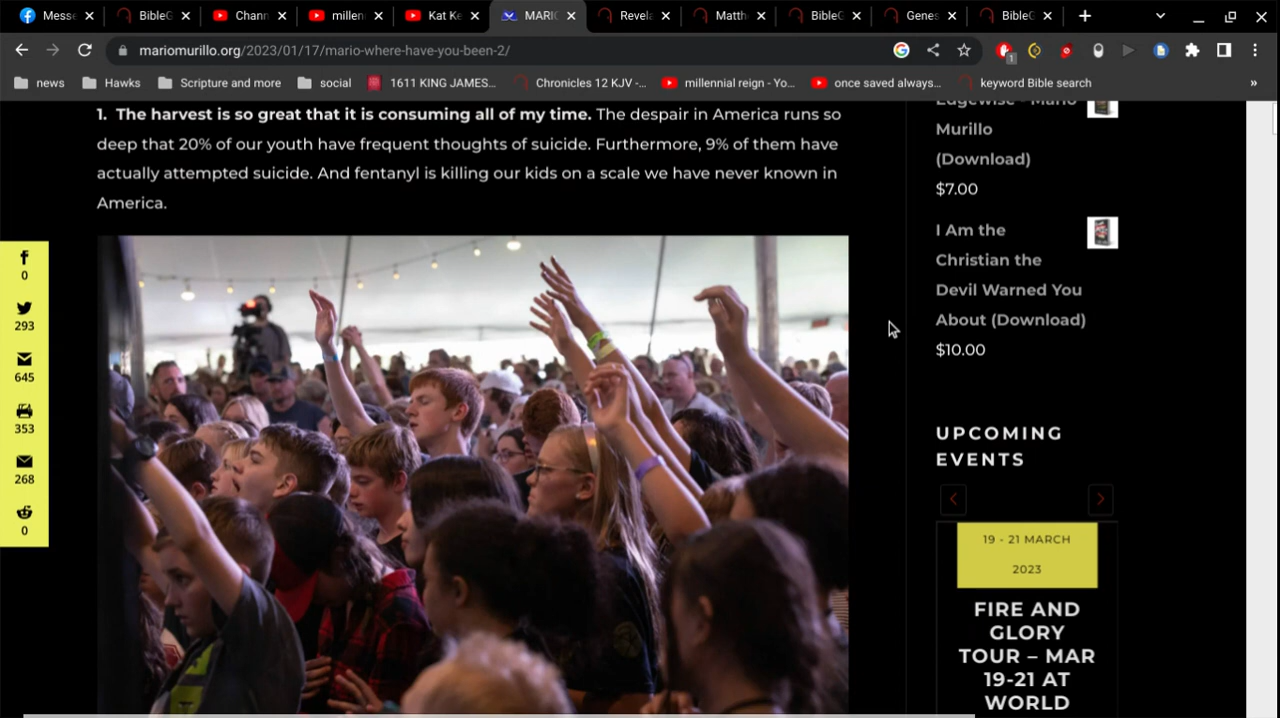 Messe
BibleG
Chann
millen
Kat Ke
MARIO
Revela
Matth
BibleG
Genes
BibleG
mariomurillo.org/2023/01/17/mario-where-have-you-been-2/
1
news
Hawks
Scripture and more
social
1611 KING JAMES...
Chronicles 12 KJV -...
millennial reign - Yo...
once saved always...
keyword Bible search
»
1. The harvest is so great that it is consuming all of my time. The despair in America runs so
deep that 20% of our youth have frequent thoughts of suicide. Furthermore, 9% of them have
actually attempted suicide. And fentanyl is killing our kids on a scale we have never known in
America.
0
293
645
353
268
0
Edgewise - Mario
Murillo
(Download)
$7.00
I Am the
Christian the
Devil Warned You
About (Download)
$10.00
UPCOMING
EVENTS
19 - 21 MARCH
2023
FIRE AND
GLORY
TOUR – MAR
19-21 AT
WORLD